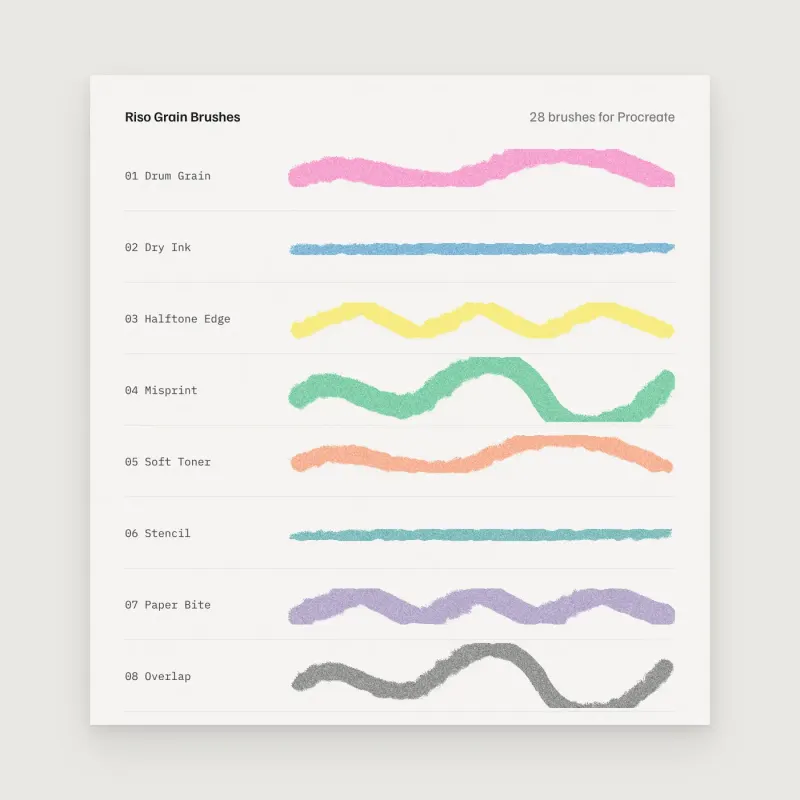 Riso Grain Brushes
28 brushes for Procreate
01 Drum Grain
02 Dry Ink
03 Halftone Edge
04 Misprint
05 Soft Toner
06 Stencil
07 Paper Bite
08 Overlap